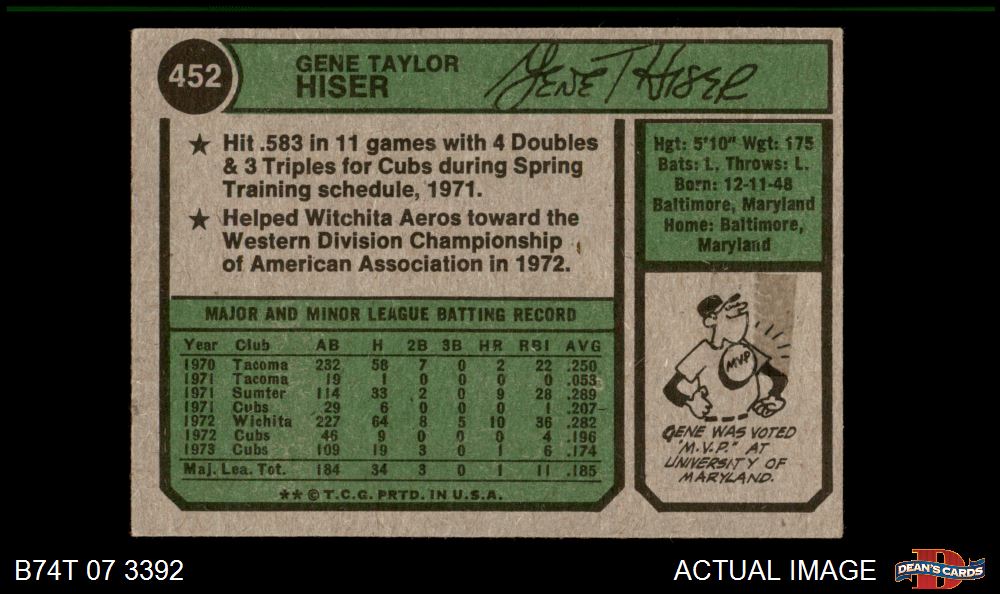 452
GENE TAYLOR
HISER
Gene T Hiser
★ Hit .583 in 11 games with 4 Doubles
& 3 Triples for Cubs during Spring
Training schedule, 1971.
★ Helped Witchita Aeros toward the
Western Division Championship
of American Association in 1972.
Hgt: 5'10" Wgt: 175
Bats: L. Throws: L.
Born: 12-11-48
Baltimore, Maryland
Home: Baltimore,
Maryland
MAJOR AND MINOR LEAGUE BATTING RECORD
Year Club AB H 2B 3B HR RBI AVG
1970 Tacoma 232 58 7 0 2 22 .250
1971 Tacoma 19 1 0 0 0 0 .053
1971 Sumter 114 33 2 0 9 28 .289
1971 Cubs 29 6 0 0 0 1 .207
1972 Wichita 227 64 8 5 10 36 .282
1972 Cubs 46 9 0 0 0 4 .196
1973 Cubs 109 19 3 0 1 6 .174
Maj. Lea. Tot. 184 34 3 0 1 11 .185
** © T.C.G. PRTD. IN U.S.A.
MVP
GENE WAS VOTED
"M.V.P." AT
UNIVERSITY OF
MARYLAND.
B74T 07 3392
ACTUAL IMAGE
D
DEAN'S CARDS